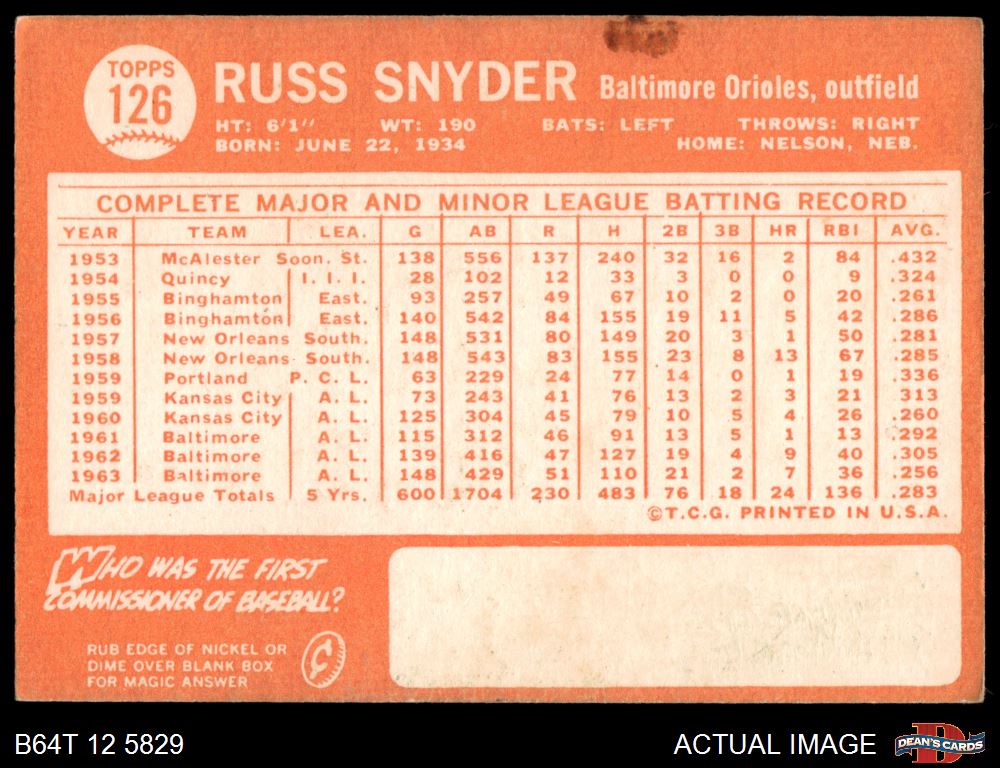 TOPPS
126
RUSS SNYDER Baltimore Orioles, outfield
HT: 6'1" WT: 190 BATS: LEFT THROWS: RIGHT
BORN: JUNE 22, 1934 HOME: NELSON, NEB.
COMPLETE MAJOR AND MINOR LEAGUE BATTING RECORD
YEAR TEAM LEA. G AB R H 2B 3B HR RBI AVG.
1953 McAlester Soon. St. 138 556 137 240 32 16 2 84 .432
1954 Quincy I. I. I. 28 102 12 33 3 0 0 9 .324
1955 Binghamton East. 93 257 49 67 10 2 0 20 .261
1956 Binghamton East. 140 542 84 155 19 11 5 42 .286
1957 New Orleans South. 148 531 80 149 20 3 1 50 .281
1958 New Orleans South. 148 543 83 155 23 8 13 67 .285
1959 Portland P. C. L. 63 229 24 77 14 0 1 19 .336
1959 Kansas City A. L. 73 243 41 76 13 2 3 21 .313
1960 Kansas City A. L. 125 304 45 79 10 5 4 26 .260
1961 Baltimore A. L. 115 312 46 91 13 5 1 13 .292
1962 Baltimore A. L. 139 416 47 127 19 4 9 40 .305
1963 Baltimore A. L. 148 429 51 110 21 2 7 36 .256
Major League Totals 5 Yrs. 600 1704 230 483 76 18 24 136 .283
©T.C.G. PRINTED IN U.S.A.
WHO WAS THE FIRST
COMMISSIONER OF BASEBALL?
RUB EDGE OF NICKEL OR
DIME OVER BLANK BOX
FOR MAGIC ANSWER
B64T 12 5829 ACTUAL IMAGE
DEAN'S CARDS